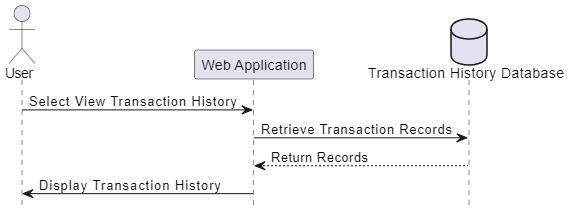 User
Web Application
Transaction History Database
Select View Transaction History
Retrieve Transaction Records
Return Records
Display Transaction History